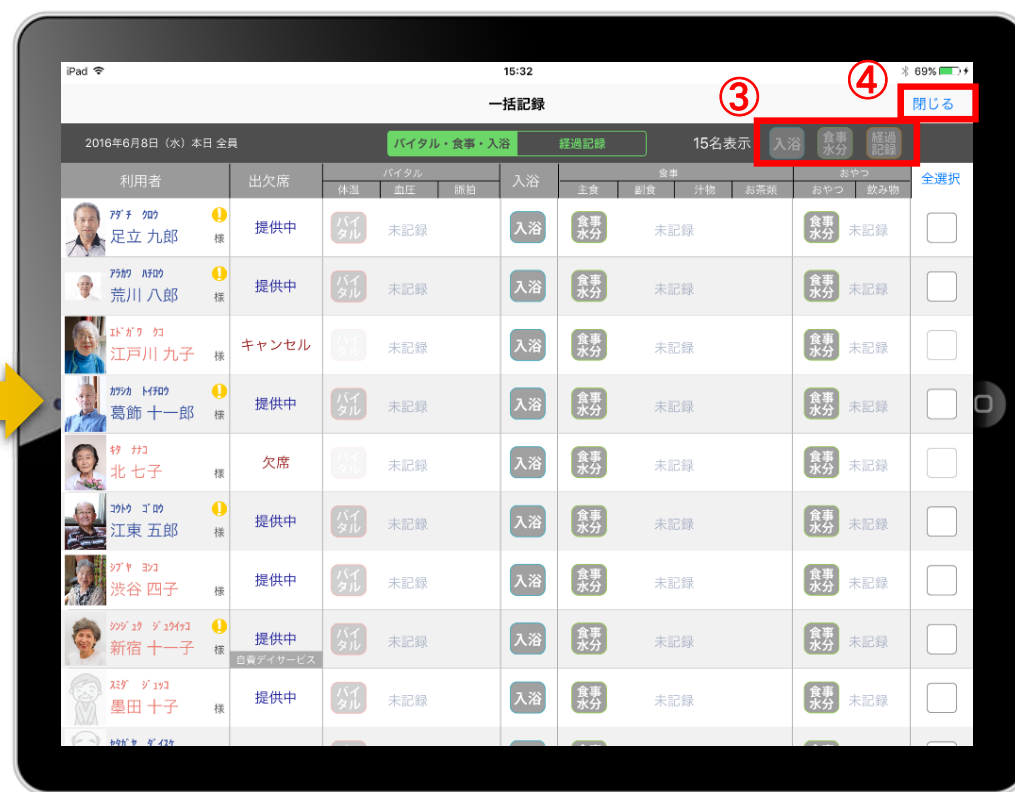 iPad 15:32 69%
④
③
一括記録 閉じる
2016年6月8日（水）本日 全員 バイタル・食事・入浴 経過記録 15名表示 入浴 食事水分 経過記録
利用者 出欠席 バイタル 入浴 食事 おやつ 全選択
体温 血圧 脈拍 主食 副食 汁物 お茶類 おやつ 飲み物
ｱﾀﾞﾁ ｸﾛｳ
足立 九郎 様 提供中 バイタル 未記録 入浴 食事水分 未記録 食事水分 未記録
ｱﾗｶﾜ ﾊﾁﾛｳ
荒川 八郎 様 提供中 バイタル 未記録 入浴 食事水分 未記録 食事水分 未記録
ｴﾄﾞｶﾞﾜ ｸｺ
江戸川 九子 様 キャンセル バイタル 未記録 入浴 食事水分 未記録 食事水分 未記録
ｶﾂｼｶ ﾄｲﾁﾛｳ
葛飾 十一郎 様 提供中 バイタル 未記録 入浴 食事水分 未記録 食事水分 未記録
ｷﾀ ﾅﾅｺ
北 七子 様 欠席 バイタル 未記録 入浴 食事水分 未記録 食事水分 未記録
ｺｳﾄｳ ｺﾞﾛｳ
江東 五郎 様 提供中 バイタル 未記録 入浴 食事水分 未記録 食事水分 未記録
ｼﾌﾞﾔ ﾖﾝｺ
渋谷 四子 様 提供中 バイタル 未記録 入浴 食事水分 未記録 食事水分 未記録
ｼﾝｼﾞｭｸ ｼﾞｭｳｲﾁｺ
新宿 十一子 様 提供中 バイタル 未記録 入浴 食事水分 未記録 食事水分 未記録
自費デイサービス
ｽﾐﾀﾞ ｼﾞｭｯｺ
墨田 十子 様 提供中 バイタル 未記録 入浴 食事水分 未記録 食事水分 未記録